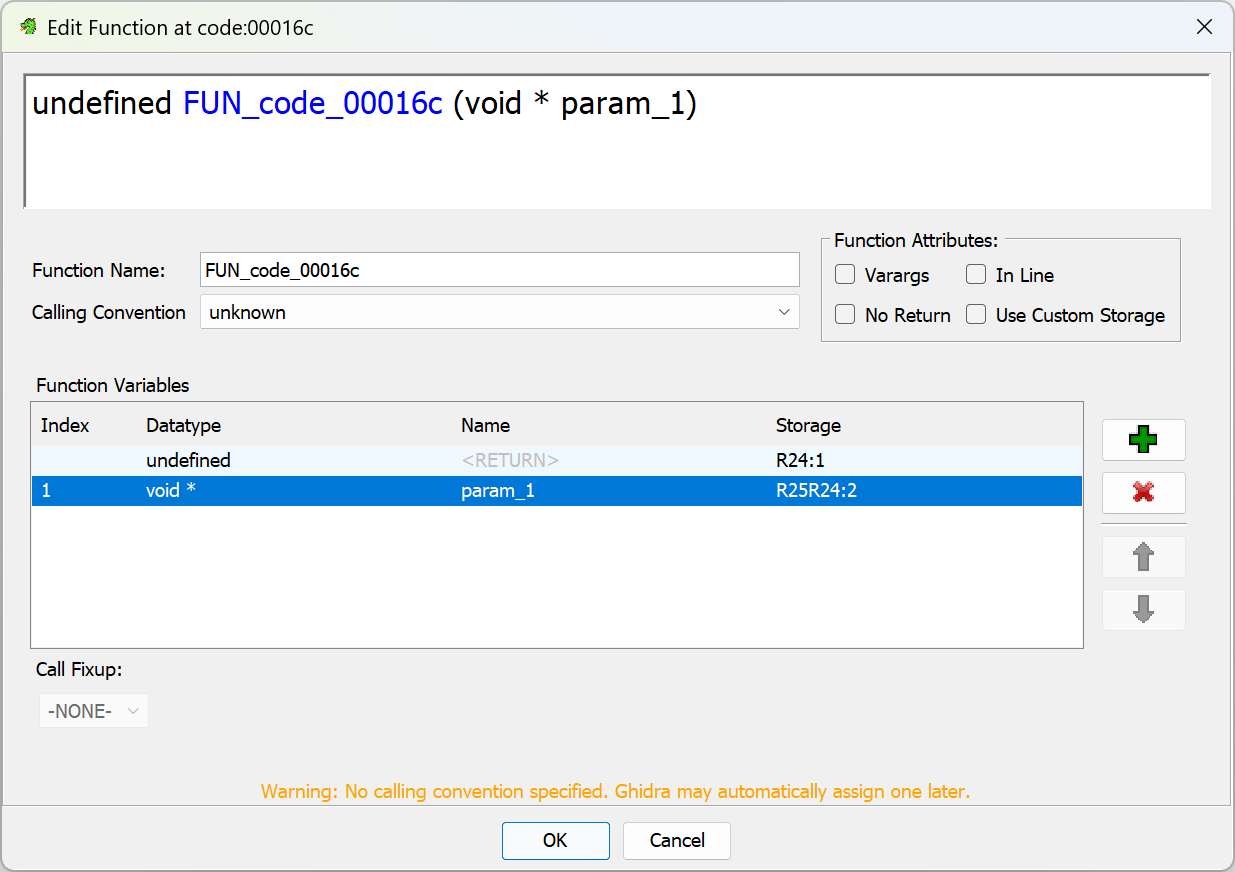 Edit Function at code:00016c
undefined FUN_code_00016c (void * param_1)
Function Name: FUN_code_00016c
Calling Convention unknown
Function Attributes:
Varargs In Line
No Return Use Custom Storage
Function Variables
Index Datatype Name Storage
undefined <RETURN> R24:1
1 void * param_1 R25R24:2
Call Fixup:
-NONE-
Warning: No calling convention specified. Ghidra may automatically assign one later.
OK Cancel